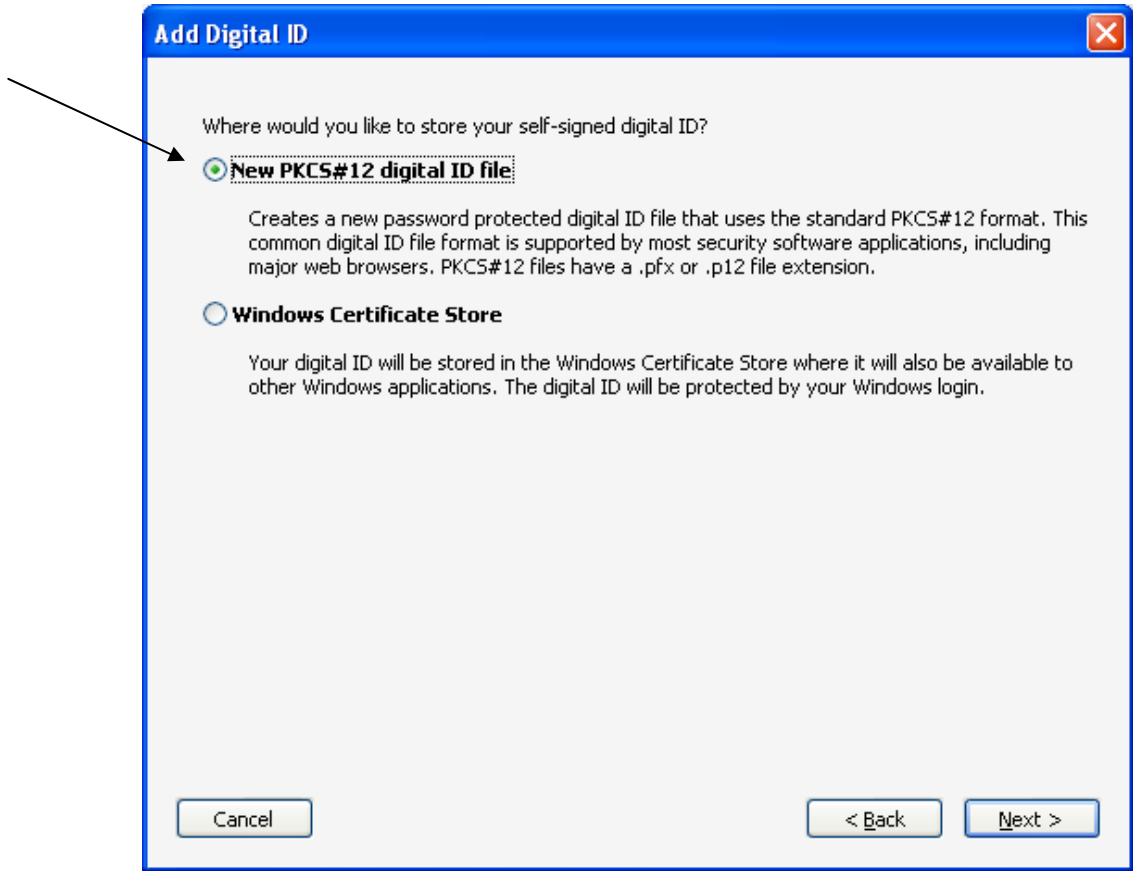 Add Digital ID
Where would you like to store your self-signed digital ID?
New PKCS#12 digital ID file
Creates a new password protected digital ID file that uses the standard PKCS#12 format. This
common digital ID file format is supported by most security software applications, including
major web browsers. PKCS#12 files have a .pfx or .p12 file extension.
Windows Certificate Store
Your digital ID will be stored in the Windows Certificate Store where it will also be available to
other Windows applications. The digital ID will be protected by your Windows login.
Cancel
< Back
Next >